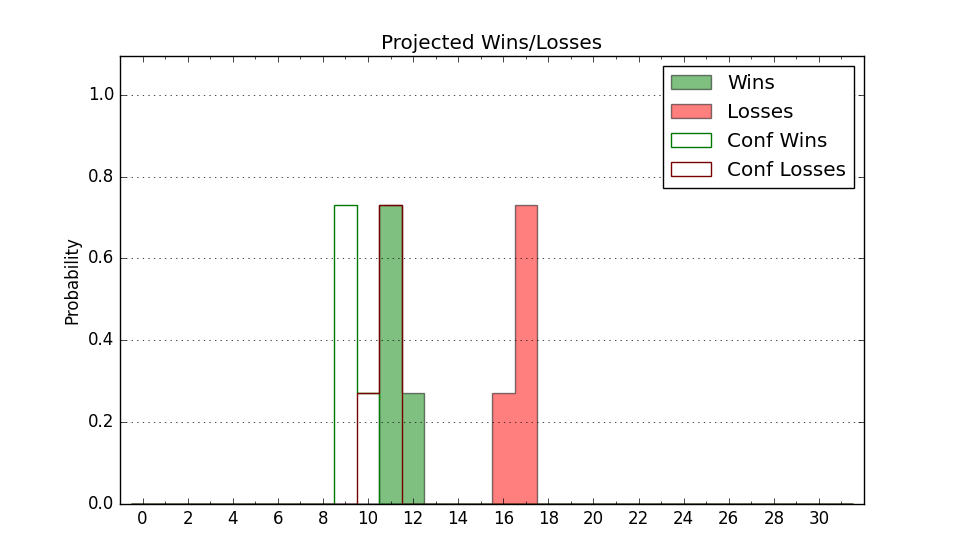 Projected Wins/Losses
Wins
Losses
Conf Wins
Conf Losses
Probability
1.0
0.8
0.6
0.4
0.2
0.0
0 2 4 6 8 10 12 14 16 18 20 22 24 26 28 30